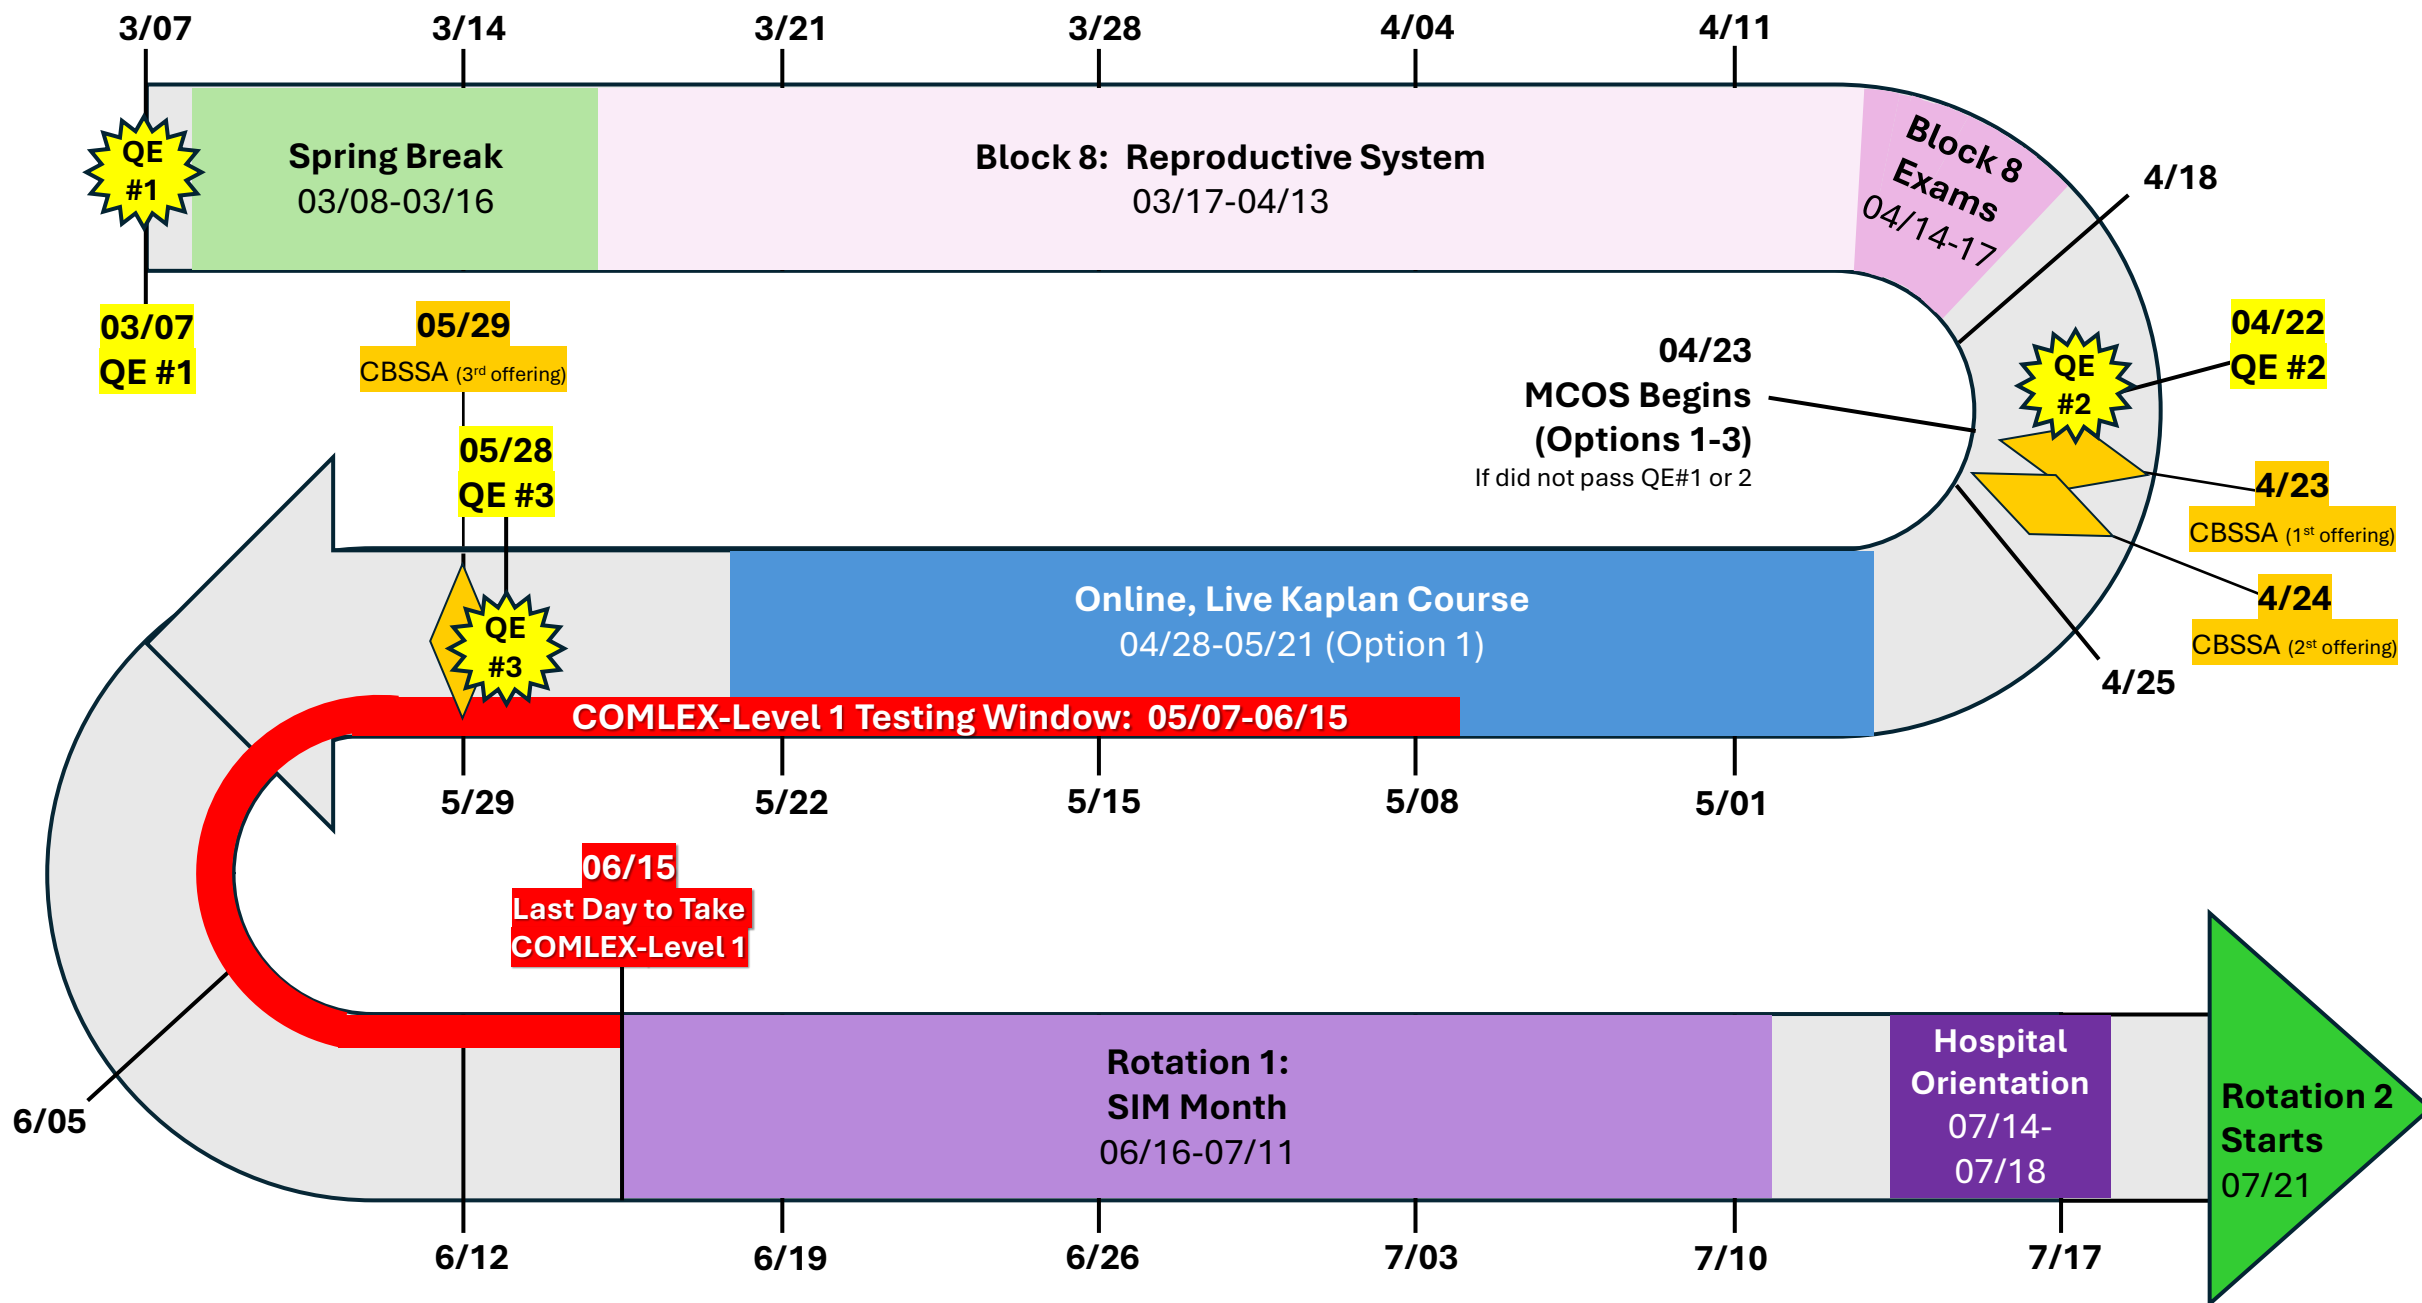 3/07
3/14
3/21
3/28
4/04
4/11
QE
#1
Spring Break
03/08-03/16
Block 8:  Reproductive System
03/17-04/13
Block 8
Exams
04/14-17
4/18
03/07
QE #1
05/29
CBSSA (3rd offering)
05/28
QE #3
04/23
MCOS Begins
(Options 1-3)
If did not pass QE#1 or 2
QE
#2
04/22
QE #2
4/23
CBSSA (1st offering)
4/24
CBSSA (2st offering)
4/25
QE
#3
Online, Live Kaplan Course
04/28-05/21 (Option 1)
COMLEX-Level 1 Testing Window:  05/07-06/15
5/29
5/22
5/15
5/08
5/01
06/15
Last Day to Take
COMLEX-Level 1
6/05
Rotation 1:
SIM Month
06/16-07/11
Hospital
Orientation
07/14-
07/18
Rotation 2
Starts
07/21
6/12
6/19
6/26
7/03
7/10
7/17